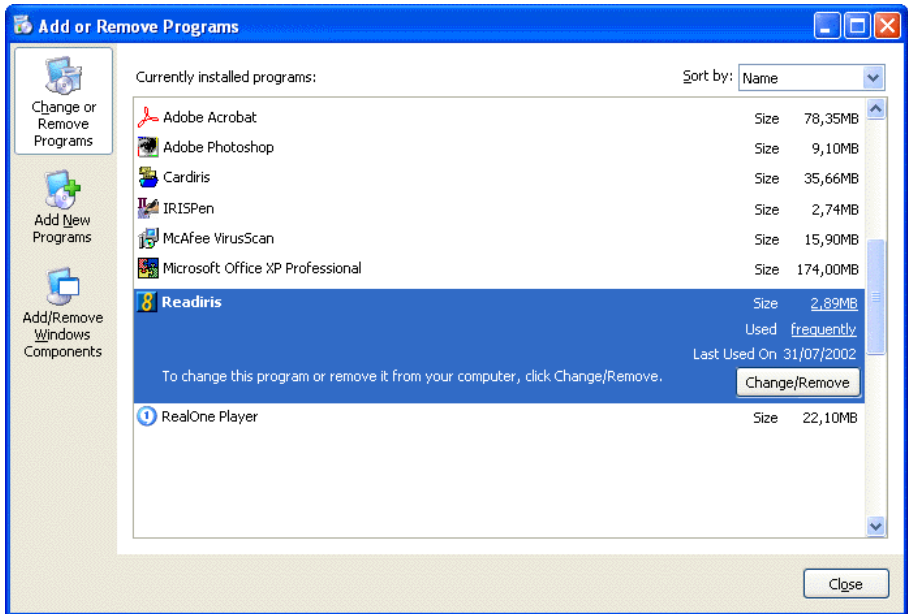 Add or Remove Programs
Change or
Remove
Programs
Add New
Programs
Add/Remove
Windows
Components
Currently installed programs:
Sort by: Name
Adobe Acrobat Size 78,35MB
Adobe Photoshop Size 9,10MB
Cardiris Size 35,66MB
IRISPen Size 2,74MB
McAfee VirusScan Size 15,90MB
Microsoft Office XP Professional Size 174,00MB
8 Readiris Size 2,89MB
Used frequently
Last Used On 31/07/2002
To change this program or remove it from your computer, click Change/Remove. Change/Remove
1 RealOne Player Size 22,10MB
Close